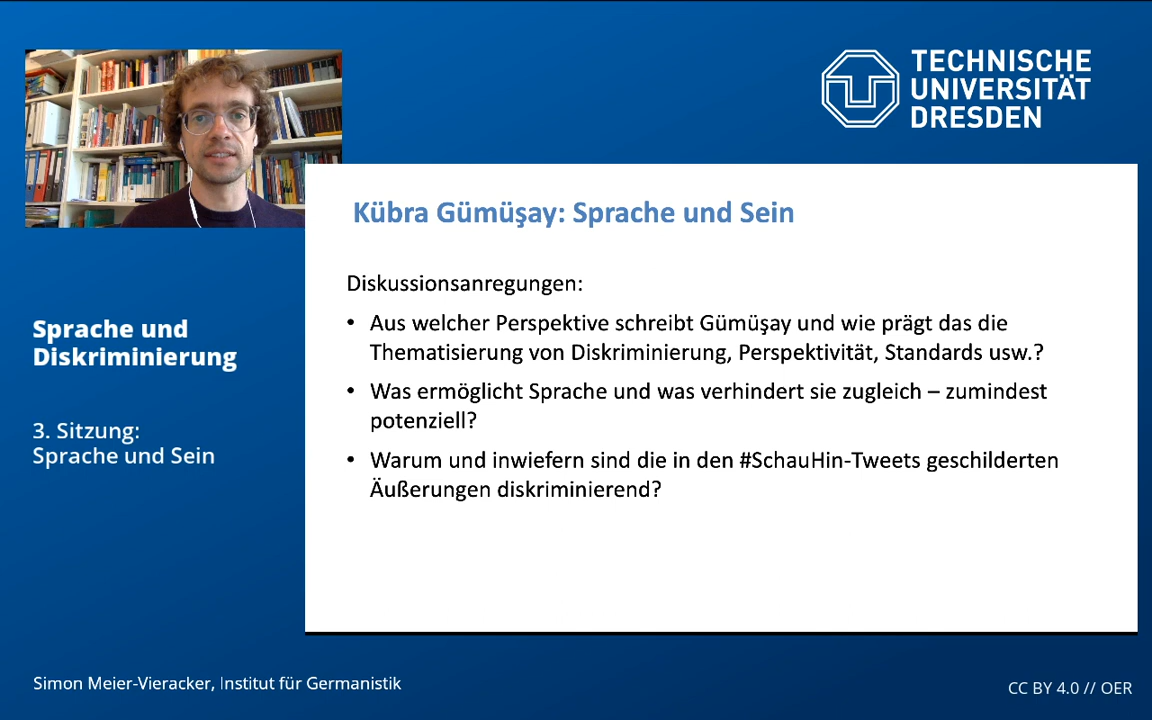 TECHNISCHE
UNIVERSITÄT
DRESDEN
Kübra Gümüşay: Sprache und Sein
Diskussionsanregungen:
• Aus welcher Perspektive schreibt Gümüşay und wie prägt das die
Thematisierung von Diskriminierung, Perspektivität, Standards usw.?
• Was ermöglicht Sprache und was verhindert sie zugleich – zumindest
potenziell?
• Warum und inwiefern sind die in den #SchauHin-Tweets geschilderten
Äußerungen diskriminierend?
Sprache und
Diskriminierung
3. Sitzung:
Sprache und Sein
Simon Meier-Vieracker, Institut für Germanistik
CC BY 4.0 // OER